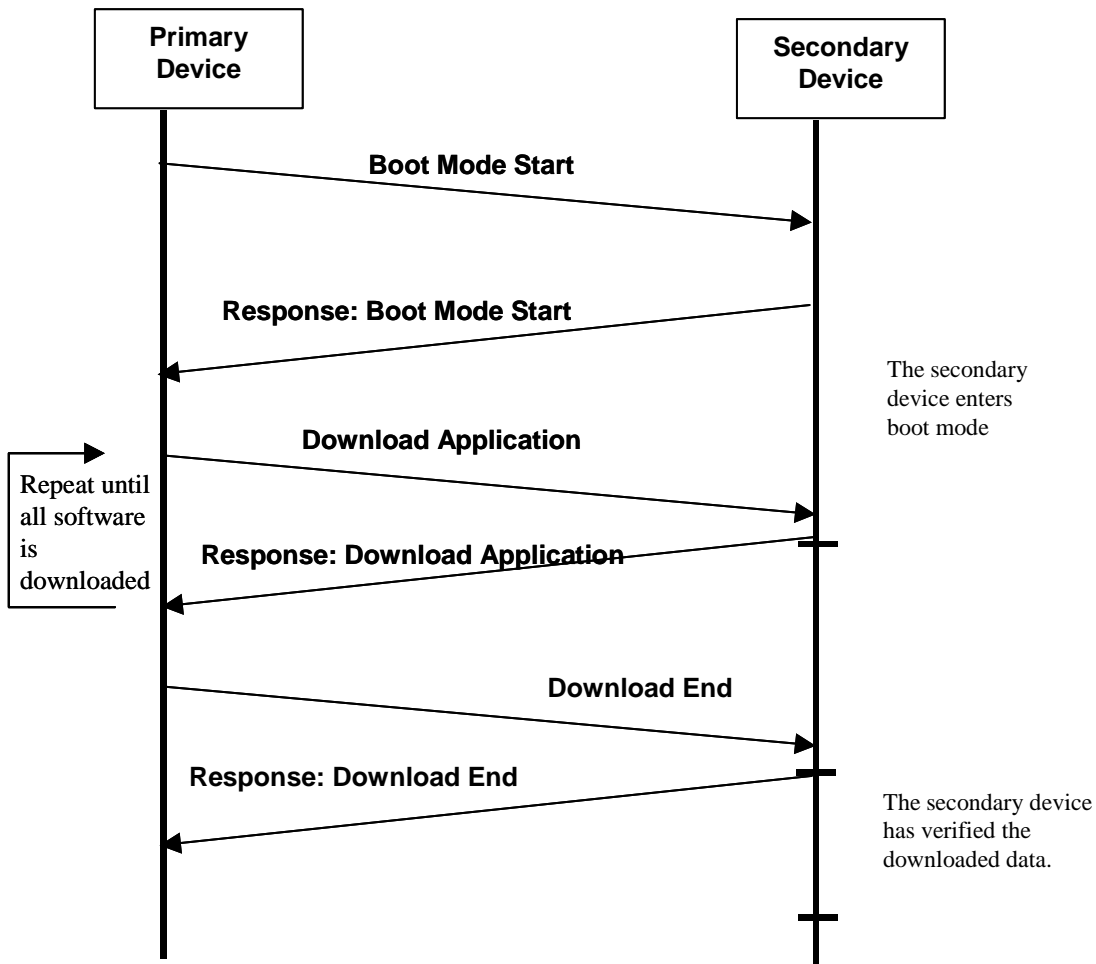 Primary
Device
Secondary
Device
Boot Mode Start
Response: Boot Mode Start
The secondary
device enters
boot mode
Download Application
Repeat until
all software
is
downloaded
Response: Download Application
Download End
Response: Download End
The secondary device
has verified the
downloaded data.